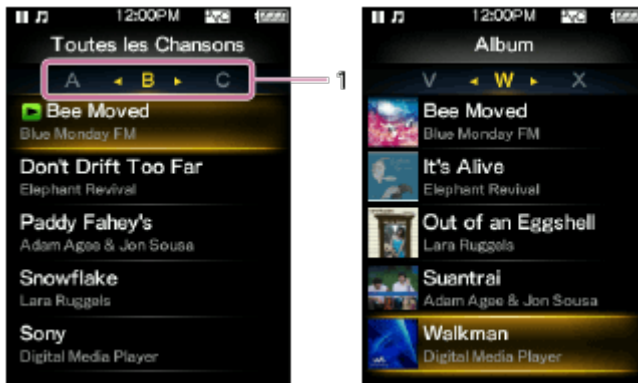 12:00PM
Toutes les Chansons
A B C
Bee Moved
Blue Monday FM
Don't Drift Too Far
Elephant Revival
Paddy Fahey's
Adam Agee & Jon Sousa
Snowflake
Lara Ruggels
Sony
Digital Media Player
1
12:00PM
Album
V W X
Bee Moved
Blue Monday FM
It's Alive
Elephant Revival
Out of an Eggshell
Lara Ruggels
Suantrai
Adam Agee & Jon Sousa
Walkman
Digital Media Player